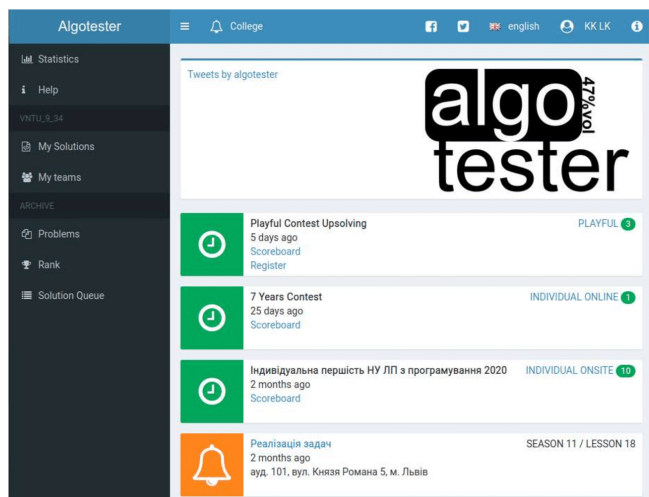 Algotester
College
english
KK LK
Statistics
Help
VNTU_9_34
My Solutions
My teams
ARCHIVE
Problems
Rank
Solution Queue
Tweets by algotester
algo
47%vol
tester
Playful Contest Upsolving
PLAYFUL 3
5 days ago
Scoreboard
Register
7 Years Contest
INDIVIDUAL ONLINE 1
25 days ago
Scoreboard
Індивідуальна першість НУ ЛП з програмування 2020
INDIVIDUAL ONSITE 10
2 months ago
Scoreboard
Реалізація задач
SEASON 11 / LESSON 18
2 months ago
ауд. 101, вул. Князя Романа 5, м. Львів